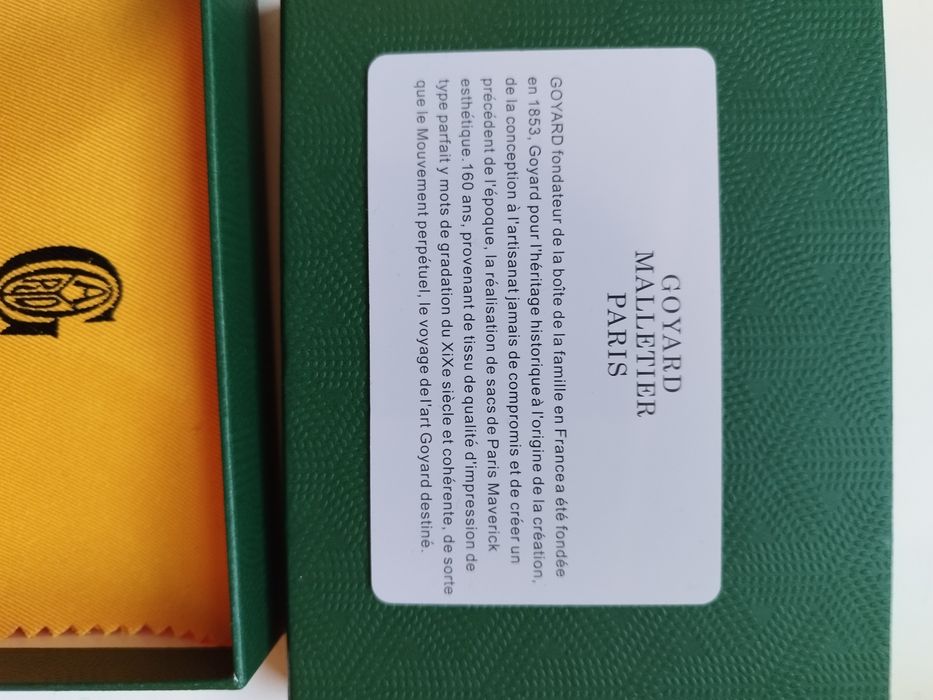 GOYARD
MALLETIER
PARIS
GOYARD fondateur de la boîte de la famille en Francea été fondée
en 1853, Goyard pour l'héritage historique à l'origine de la création,
de la conception à l'artisanat jamais de compromis et de créer un
précédent de l'époque, la réalisation de sacs de Paris Maverick
esthétique.160 ans, provenant de tissu de qualité d'impression de
type parfait y mots de gradation du XiXe siècle et cohérente, de sorte
que le Mouvement perpétuel, le voyage de l'art Goyard destiné.